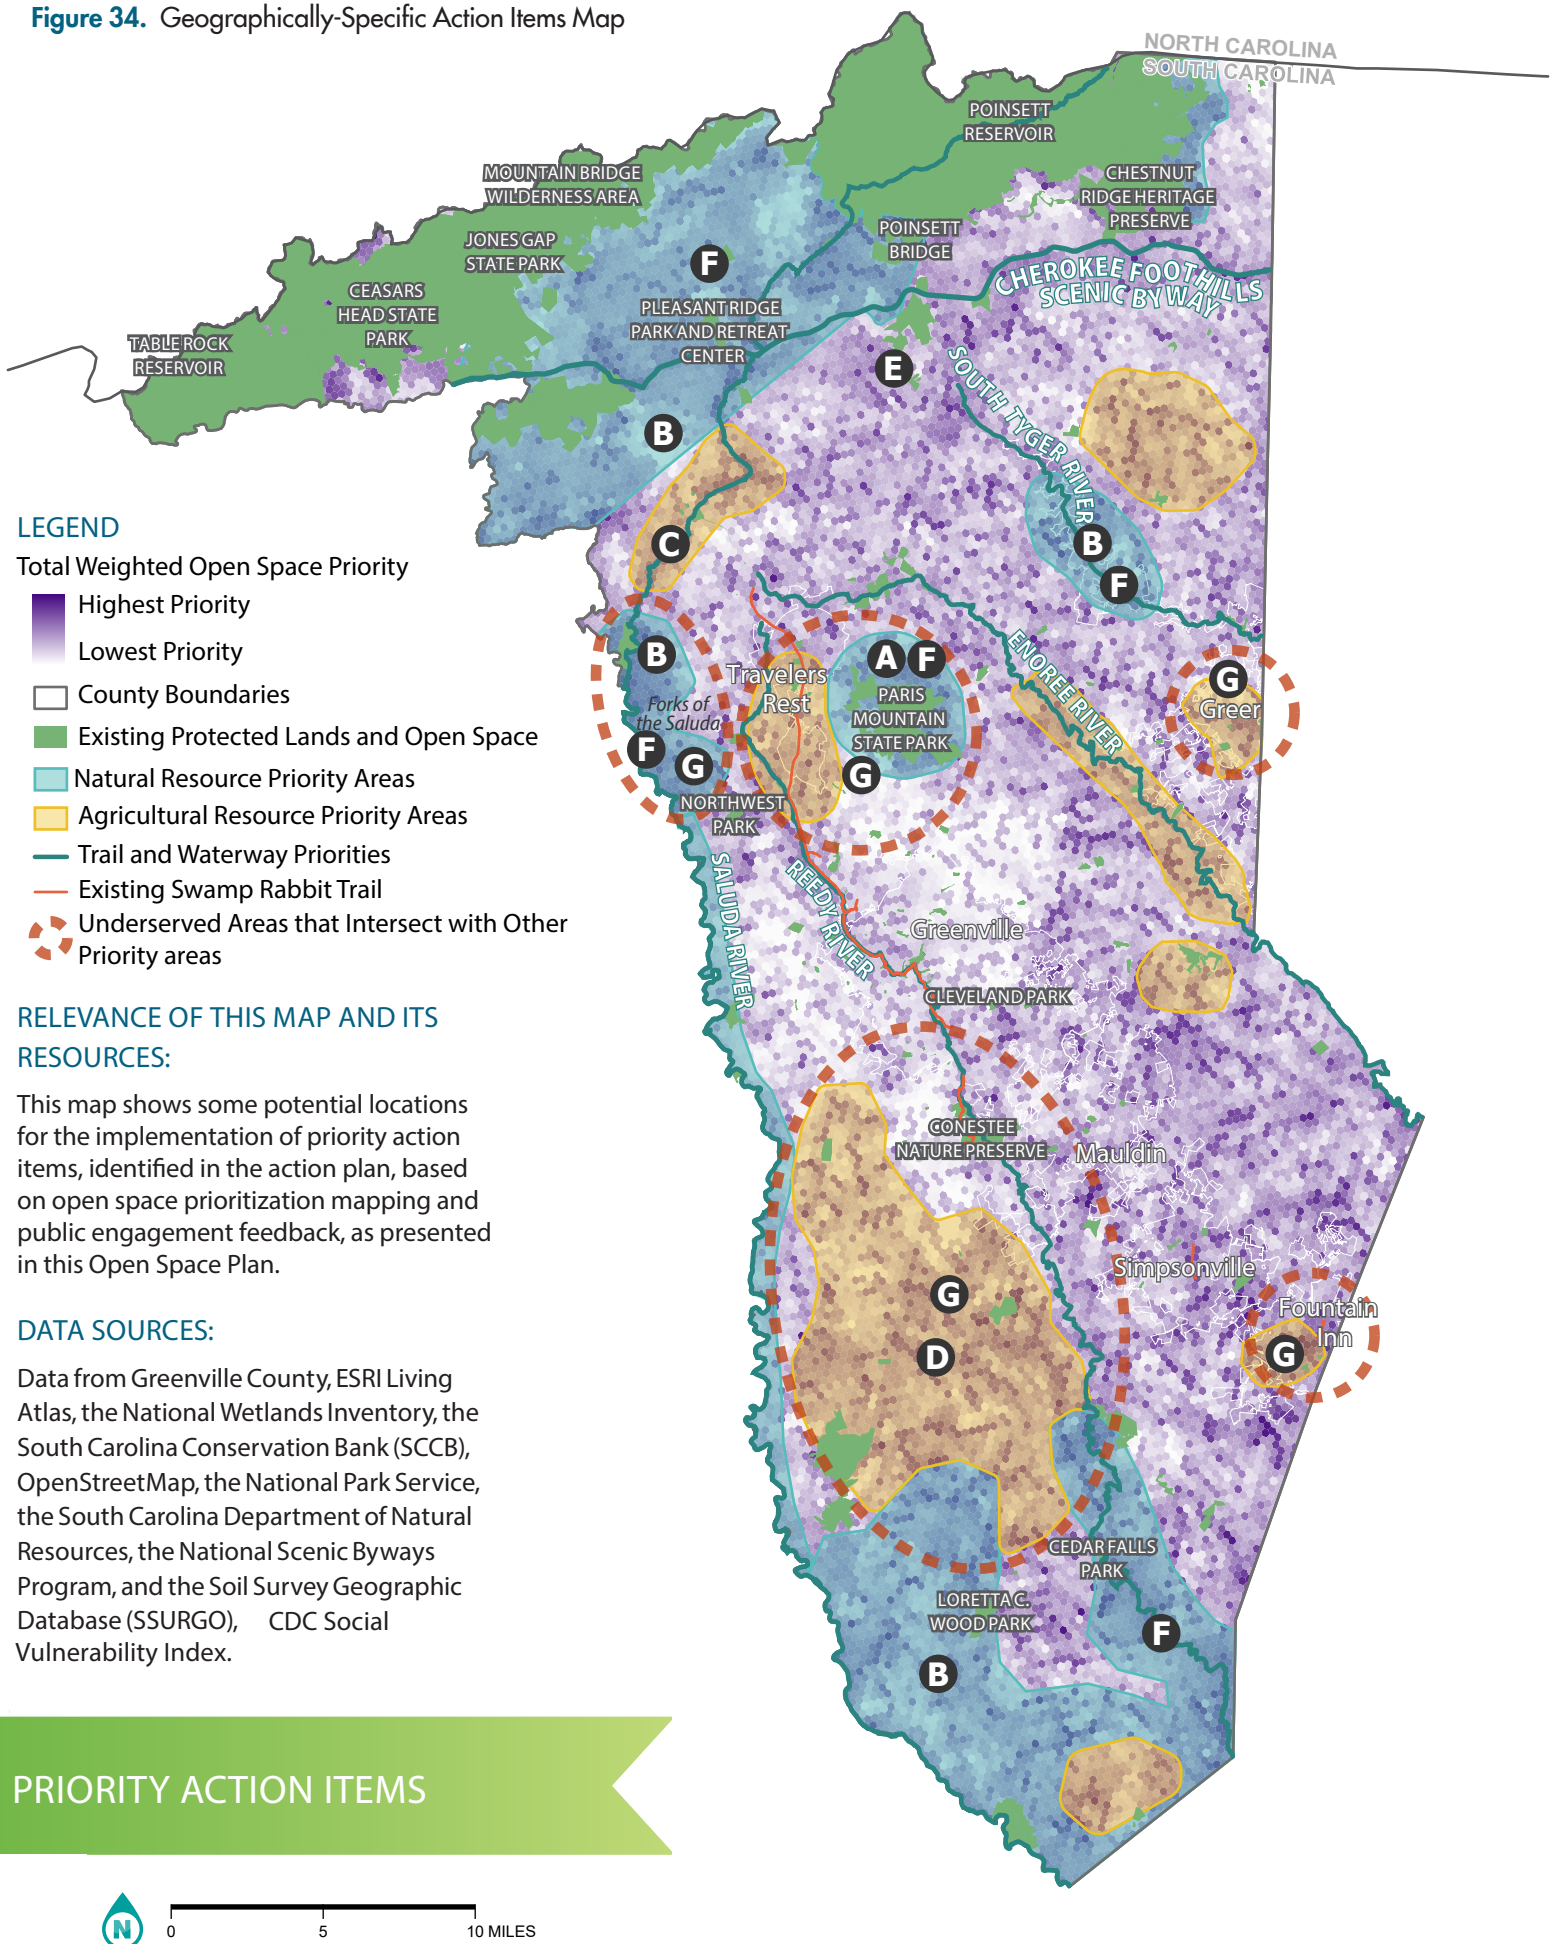 Figure 34. Geographically-Specific Action Items Map
NORTH CAROLINA
SOUTH CAROLINA
POINSETT
RESERVOIR
MOUNTAIN BRIDGE
WILDERNESS AREA
CHESTNUT
RIDGE HERITAGE
PRESERVE
JONES GAP
STATE PARK
POINSETT
BRIDGE
F
CHEROKEE FOOTHILLS
SCENIC BYWAY
CEASARS
HEAD STATE
PARK
PLEASANT RIDGE
PARK AND RETREAT
CENTER
TABLE ROCK
RESERVOIR
E
SOUTH TYGER RIVER
B
C
B
F
LEGEND
Total Weighted Open Space Priority
Highest Priority
Lowest Priority
County Boundaries
Existing Protected Lands and Open Space
Natural Resource Priority Areas
Agricultural Resource Priority Areas
Trail and Waterway Priorities
Existing Swamp Rabbit Trail
Underserved Areas that Intersect with Other
Priority areas
B
Forks of
the Saluda
F
G
NORTHWEST
PARK
Travelers
Rest
A
F
PARIS
MOUNTAIN
STATE PARK
G
ENOREE RIVER
G
Greer
SALUDA RIVER
REEDY RIVER
Greenville
CLEVELAND PARK
RELEVANCE OF THIS MAP AND ITS
RESOURCES:
This map shows some potential locations
for the implementation of priority action
items, identified in the action plan, based
on open space prioritization mapping and
public engagement feedback, as presented
in this Open Space Plan.
CONESTEE
NATURE PRESERVE
Mauldin
Simpsonville
Fountain
Inn
G
G
D
DATA SOURCES:
Data from Greenville County, ESRI Living
Atlas, the National Wetlands Inventory, the
South Carolina Conservation Bank (SCCB),
OpenStreetMap, the National Park Service,
the South Carolina Department of Natural
Resources, the National Scenic Byways
Program, and the Soil Survey Geographic
Database (SSURGO), CDC Social
Vulnerability Index.
CEDAR FALLS
PARK
LORETTA C.
WOOD PARK
F
B
PRIORITY ACTION ITEMS
N
0 5 10 MILES